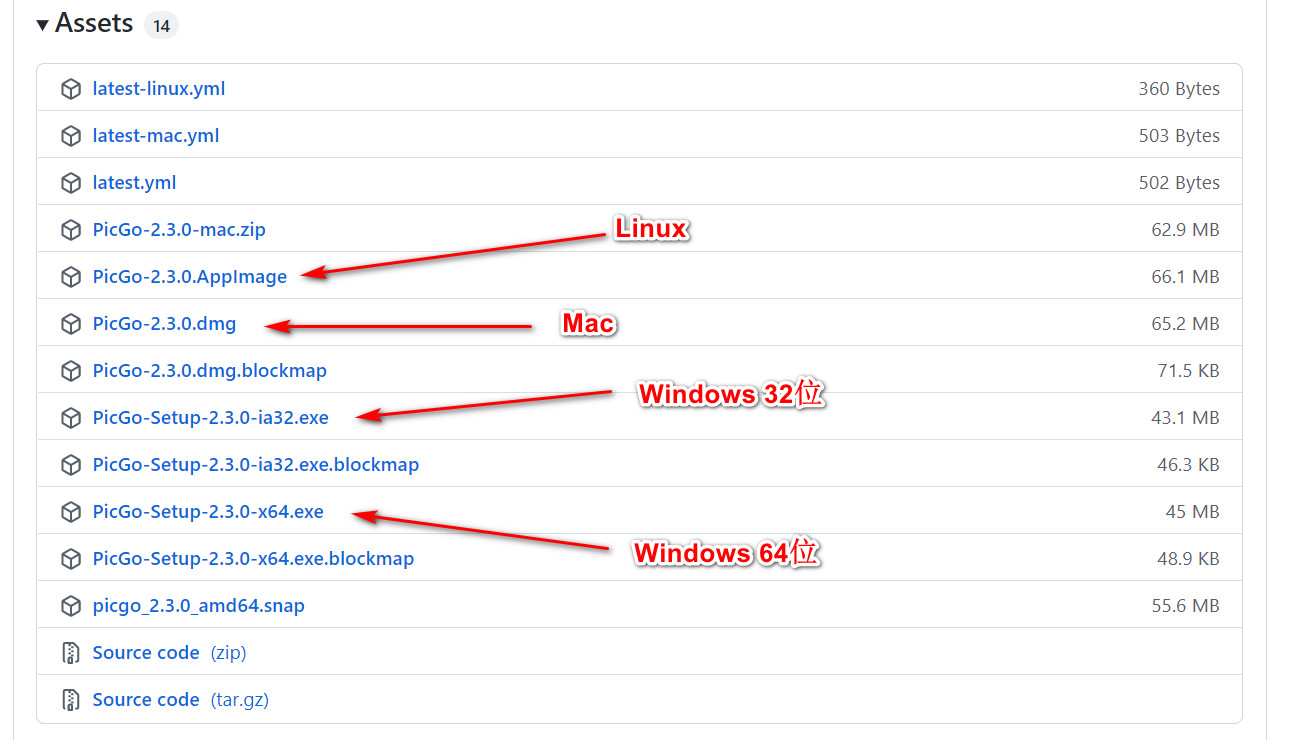 Assets 14
latest-linux.yml 360 Bytes
latest-mac.yml 503 Bytes
latest.yml 502 Bytes
PicGo-2.3.0-mac.zip 62.9 MB
Linux
PicGo-2.3.0.AppImage 66.1 MB
PicGo-2.3.0.dmg Mac 65.2 MB
PicGo-2.3.0.dmg.blockmap 71.5 KB
Windows 32位
PicGo-Setup-2.3.0-ia32.exe 43.1 MB
PicGo-Setup-2.3.0-ia32.exe.blockmap 46.3 KB
PicGo-Setup-2.3.0-x64.exe 45 MB
Windows 64位
PicGo-Setup-2.3.0-x64.exe.blockmap 48.9 KB
picgo_2.3.0_amd64.snap 55.6 MB
Source code (zip)
Source code (tar.gz)